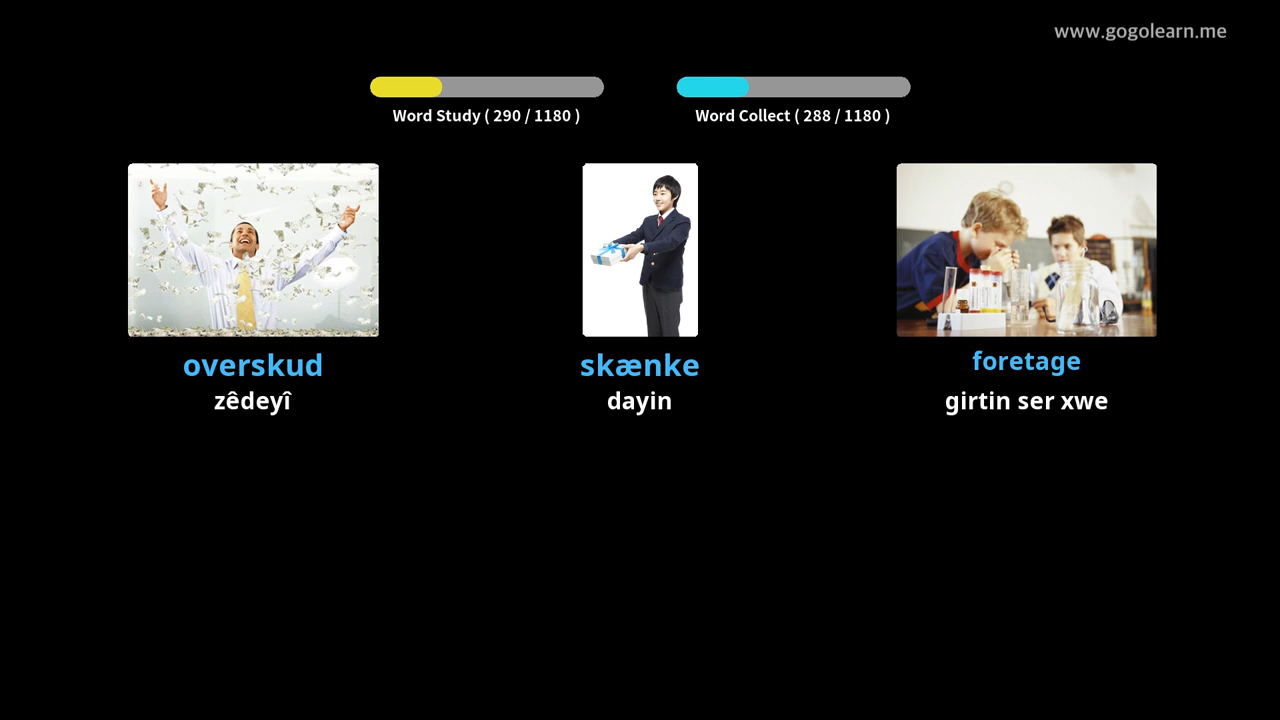 www.gogolearn.me
Word Study ( 290 / 1180 )
Word Collect ( 288 / 1180 )
overskud
zêdeyî
skænke
dayin
foretage
girtin ser xwe